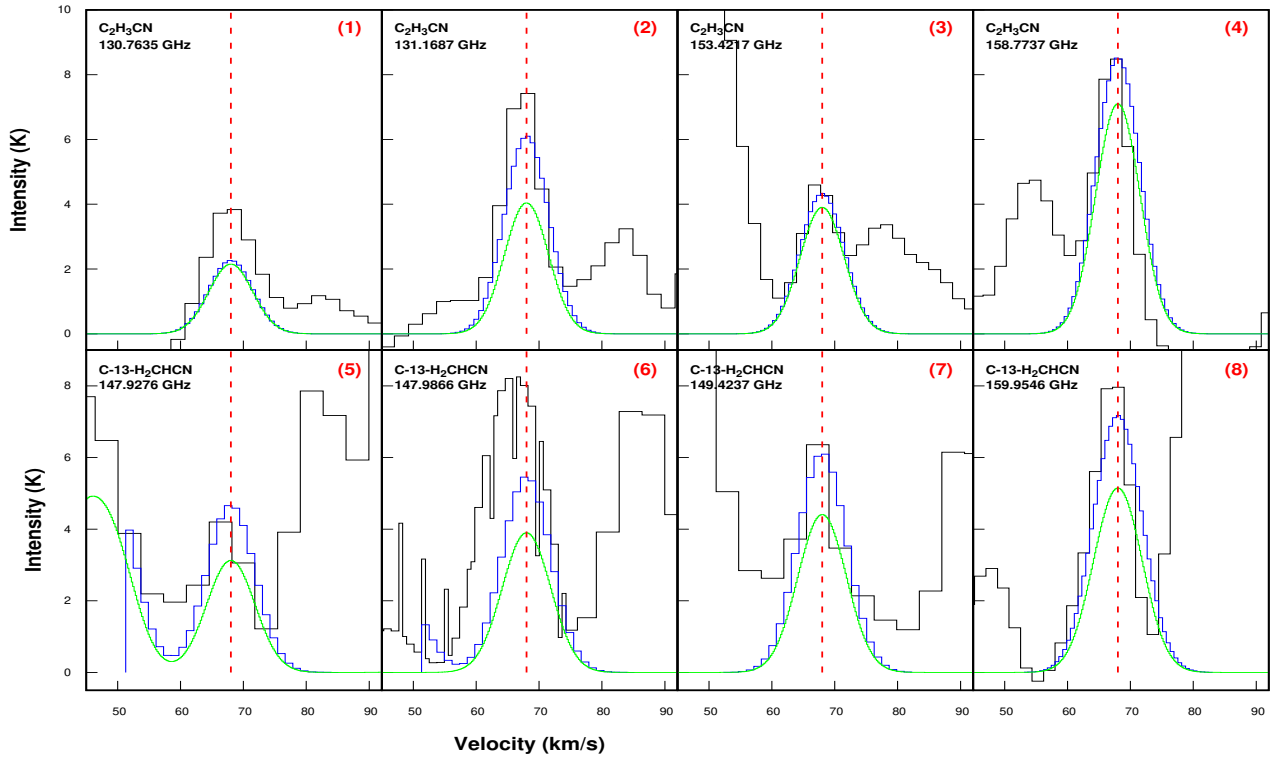 10
8
6
4
2
0
Intensity (K)
C₂H₃CN
130.7635 GHz
(1)
C₂H₃CN
131.1687 GHz
(2)
C₂H₃CN
153.4217 GHz
(3)
C₂H₃CN
158.7737 GHz
(4)
8
6
4
2
0
Intensity (K)
C-13-H₂CHCN
147.9276 GHz
(5)
C-13-H₂CHCN
147.9866 GHz
(6)
C-13-H₂CHCN
149.4237 GHz
(7)
C-13-H₂CHCN
159.9546 GHz
(8)
50 60 70 80 90 50 60 70 80 90 50 60 70 80 90 50 60 70 80 90
Velocity (km/s)